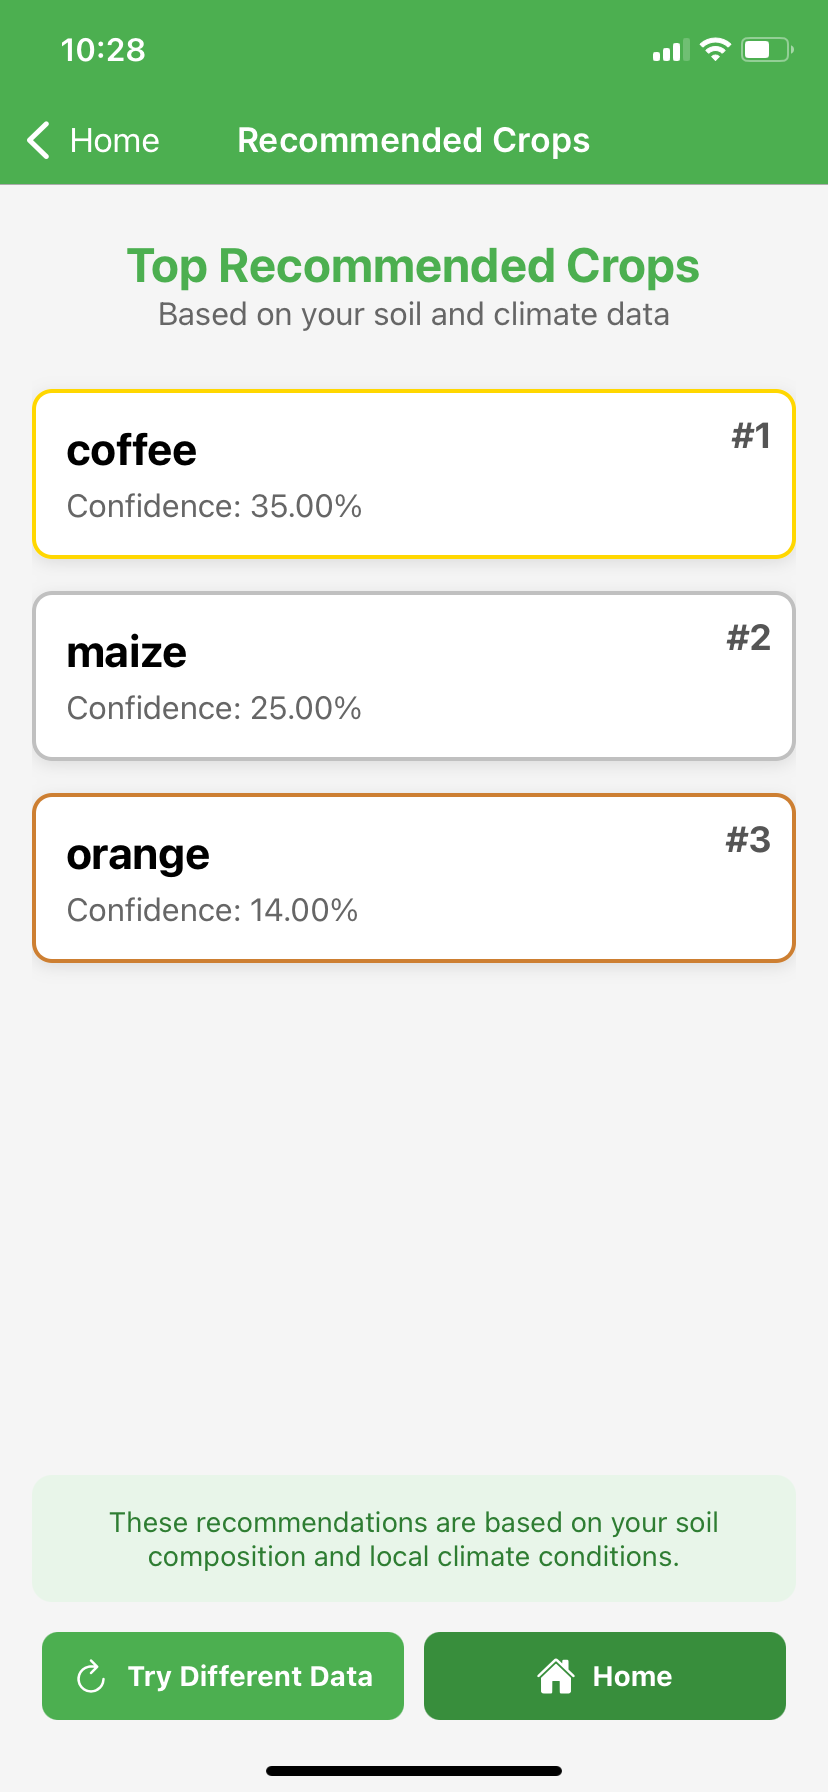 10:28
Home
Recommended Crops
Top Recommended Crops
Based on your soil and climate data
coffee
#1
Confidence: 35.00%
maize
#2
Confidence: 25.00%
orange
#3
Confidence: 14.00%
These recommendations are based on your soil
composition and local climate conditions.
Try Different Data
Home